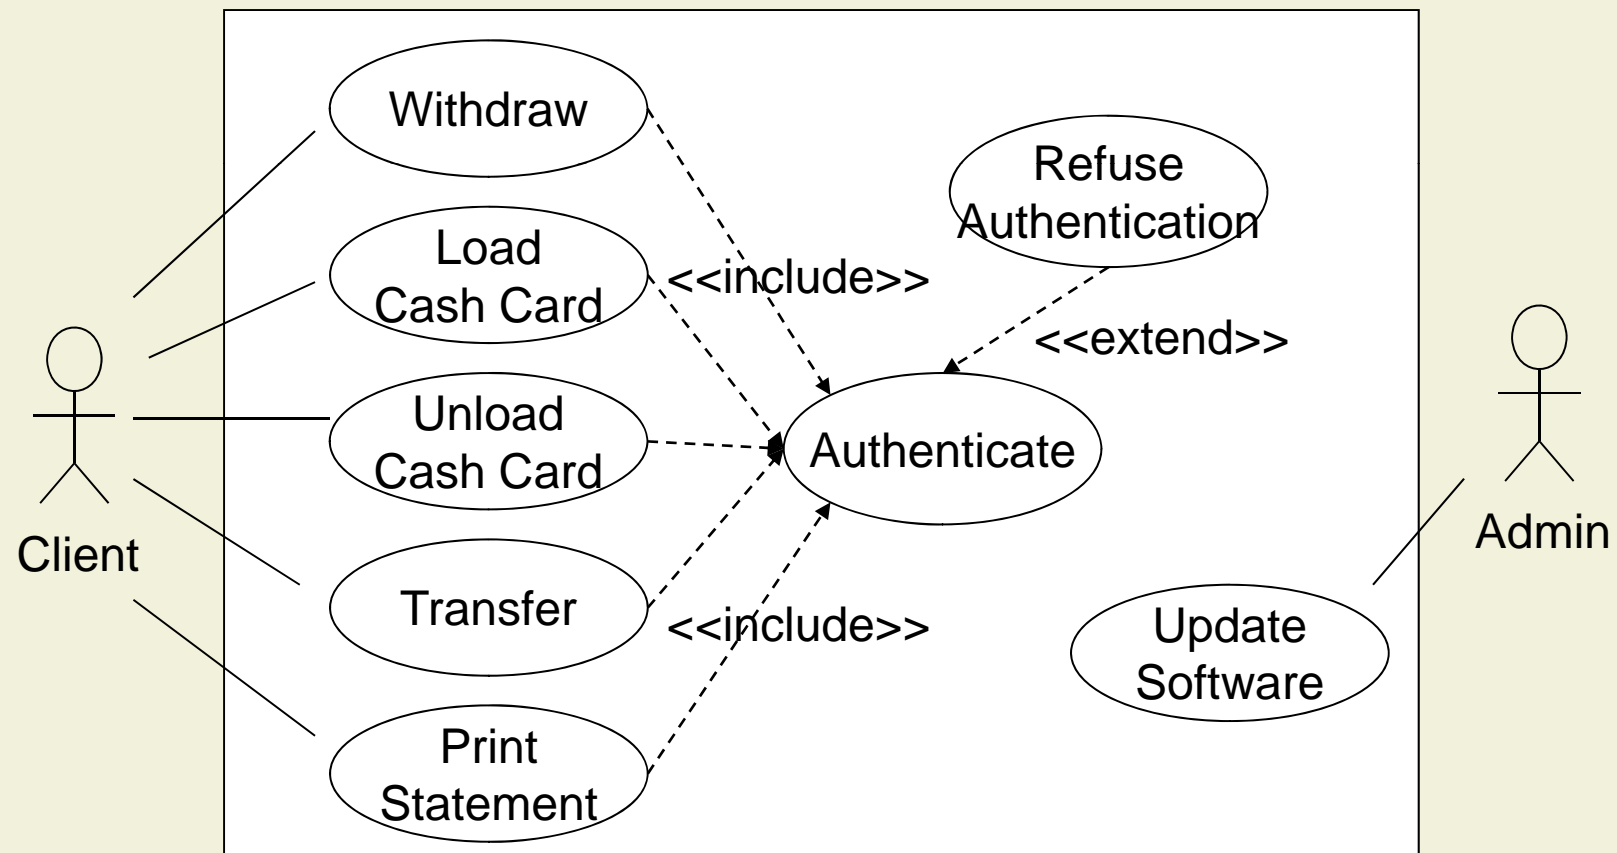 Withdraw
Load
Cash Card
Unload
Cash Card
Transfer
Print
Statement
<<include>>
<<include>>
Refuse
Authentication
<<extend>>
Authenticate
Update
Software
Client
Admin